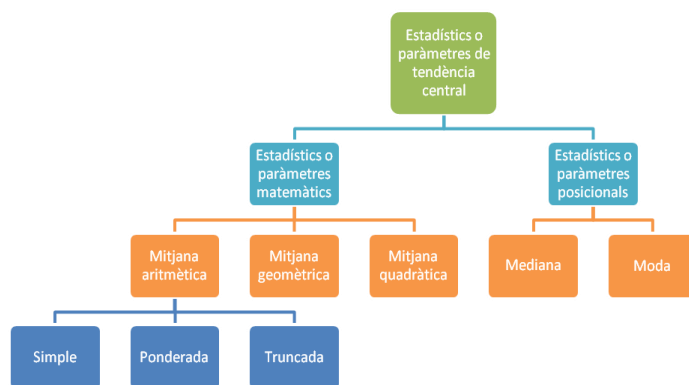 Estadístics o
paràmetres de
tendència
central
Estadístics o
paràmetres
matemàtics
Estadístics o
paràmetres
posicionals
Mitjana
aritmètica
Mitjana
geomètrica
Mitjana
quadràtica
Mediana
Moda
Simple
Ponderada
Truncada